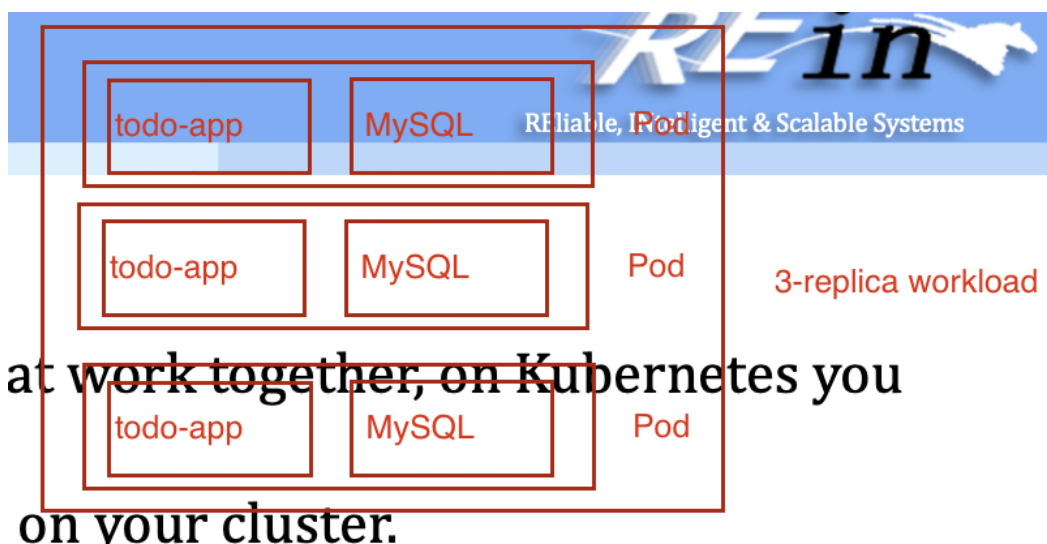 REin
REliable, INtelligent & Scalable Systems
todo-app MySQL Pod
todo-app MySQL Pod
3-replica workload
at work together, on Kubernetes you
todo-app MySQL Pod
on your cluster.